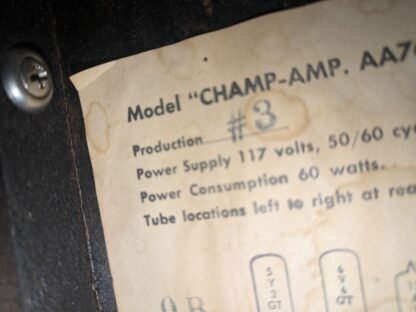 Model "CHAMP-AMP. AA7
Production #3
Power Supply 117 volts, 50/60 cy
Power Consumption 60 watts.
Tube locations left to right at rea
5Y3GT
6V6GT